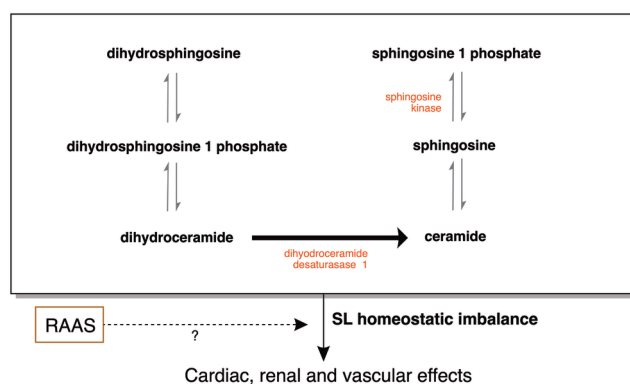 dihydrosphingosine
sphingosine 1 phosphate
sphingosine
kinase
dihydrosphingosine 1 phosphate
sphingosine
dihydroceramide
ceramide
dihyodroceramide
desaturasase 1
RAAS
?
SL homeostatic imbalance
Cardiac, renal and vascular effects